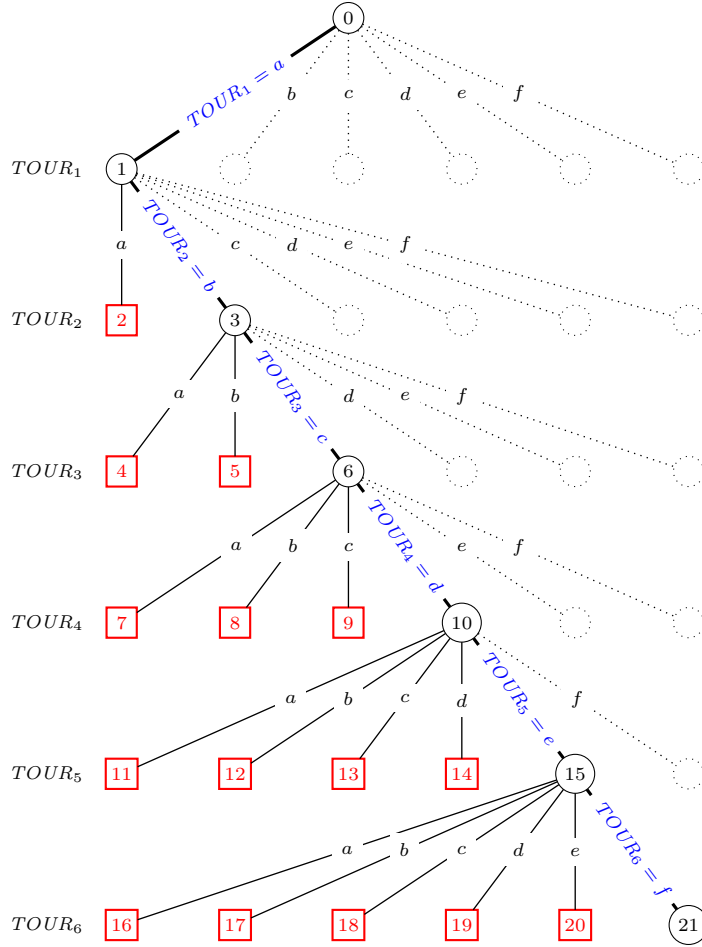 0
TOUR₁ = a
b c d e f
TOUR₁ 1
a
TOUR₂ = b
c d e f
TOUR₂ 2 3
a b
TOUR₃ = c
d e f
TOUR₃ 4 5 6
a b c
TOUR₄ = d
e f
TOUR₄ 7 8 9 10
a b c d
TOUR₅ = e
f
TOUR₅ 11 12 13 14 15
a b c d e
TOUR₆ = f
TOUR₆ 16 17 18 19 20 21